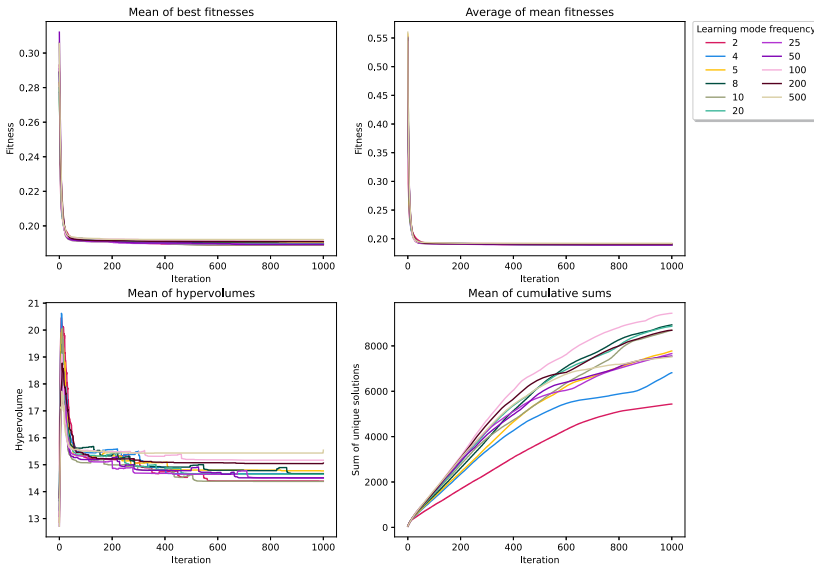 Mean of best fitnesses
Fitness
0.30
0.28
0.26
0.24
0.22
0.20
0 200 400 600 800 1000
Iteration
Average of mean fitnesses
Fitness
0.55
0.50
0.45
0.40
0.35
0.30
0.25
0.20
0 200 400 600 800 1000
Iteration
Learning mode frequency
2 25
4 50
5 100
8 200
10 500
20
Mean of hypervolumes
Hypervolume
21
20
19
18
17
16
15
14
13
0 200 400 600 800 1000
Iteration
Mean of cumulative sums
Sum of unique solutions
8000
6000
4000
2000
0
0 200 400 600 800 1000
Iteration